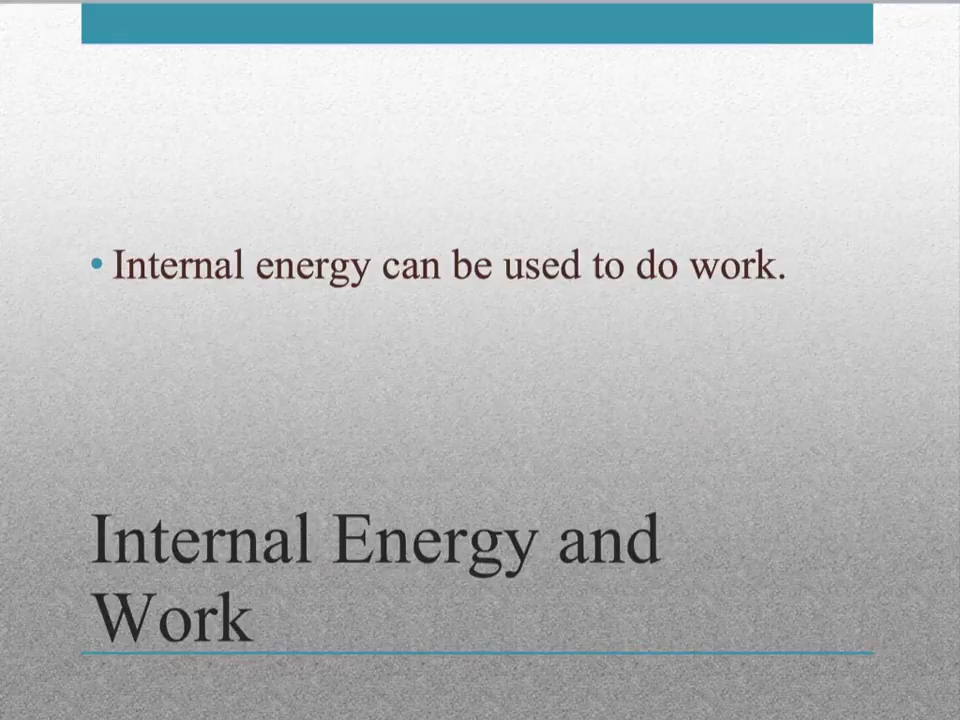 • Internal energy can be used to do work.
Internal Energy and
Work